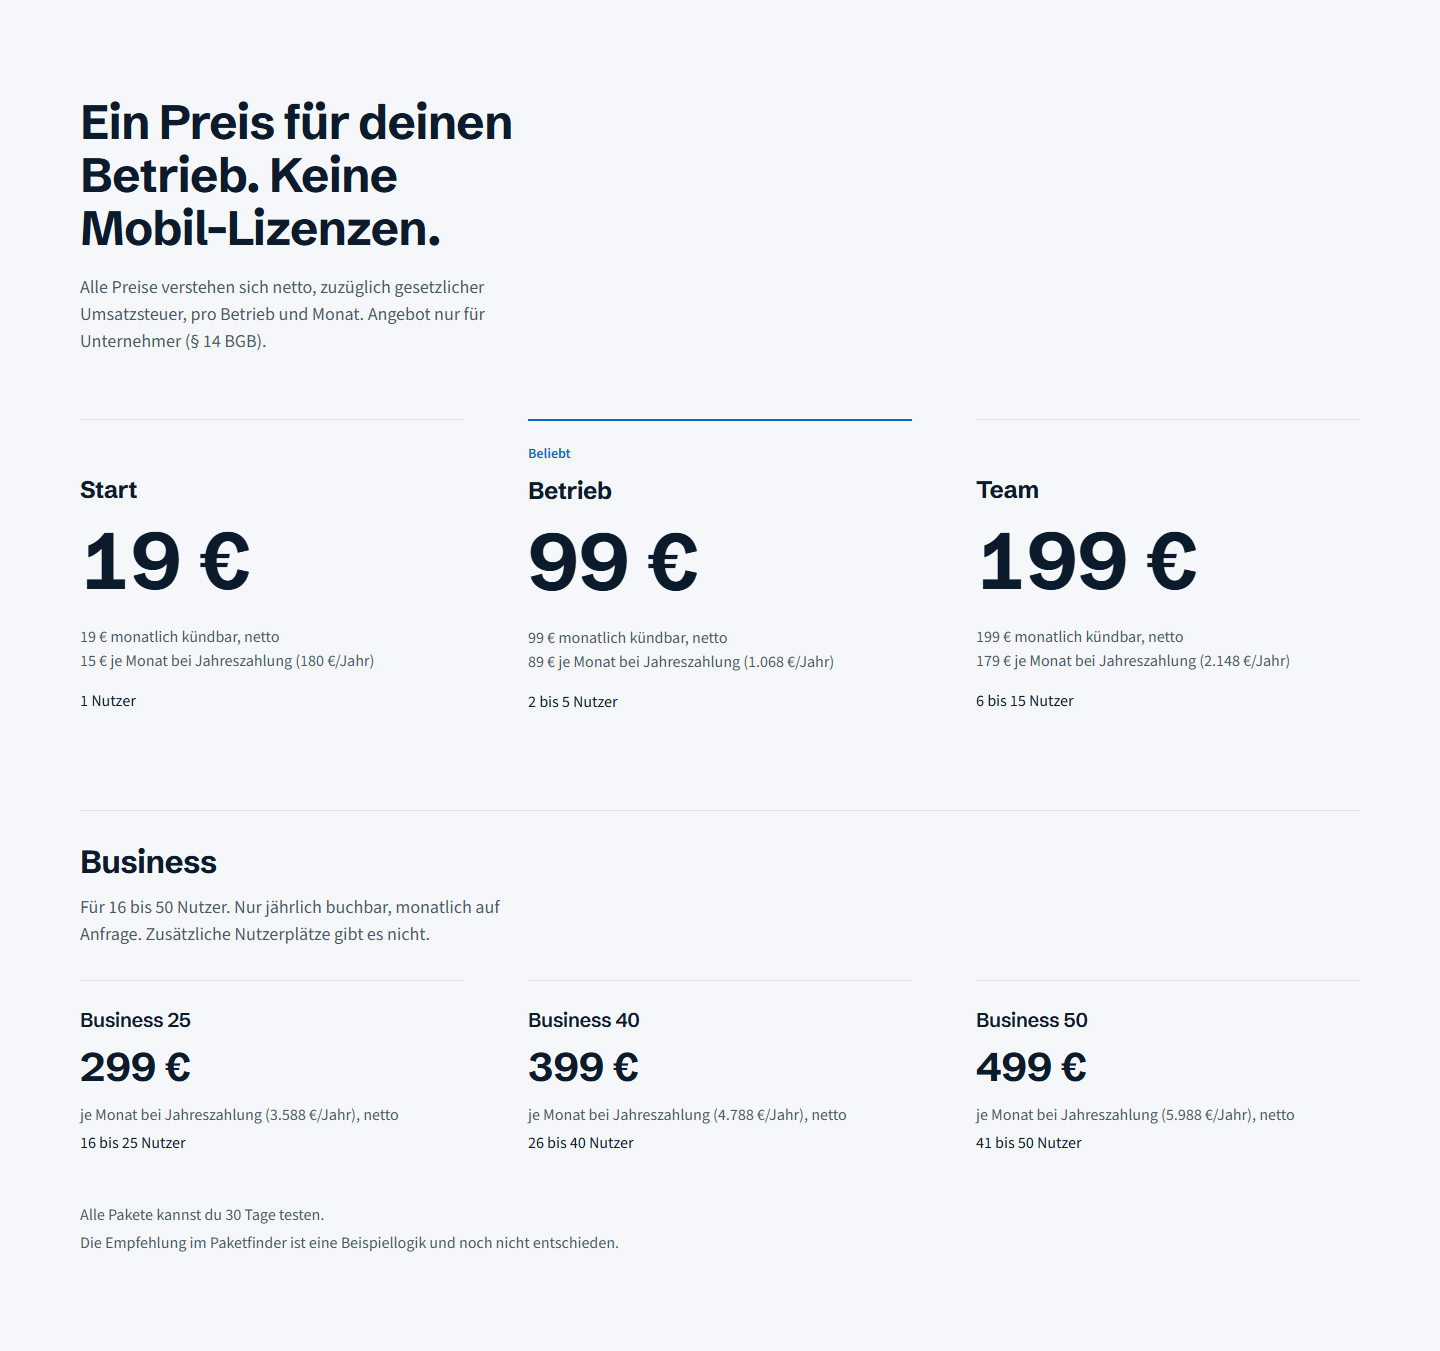 Ein Preis für deinen
Betrieb. Keine
Mobil-Lizenzen.
Alle Preise verstehen sich netto, zuzüglich gesetzlicher
Umsatzsteuer, pro Betrieb und Monat. Angebot nur für
Unternehmer (§ 14 BGB).
Start
19 €
19 € monatlich kündbar, netto
15 € je Monat bei Jahreszahlung (180 €/Jahr)
1 Nutzer
Beliebt
Betrieb
99 €
99 € monatlich kündbar, netto
89 € je Monat bei Jahreszahlung (1.068 €/Jahr)
2 bis 5 Nutzer
Team
199 €
199 € monatlich kündbar, netto
179 € je Monat bei Jahreszahlung (2.148 €/Jahr)
6 bis 15 Nutzer
Business
Für 16 bis 50 Nutzer. Nur jährlich buchbar, monatlich auf
Anfrage. Zusätzliche Nutzerplätze gibt es nicht.
Business 25
299 €
je Monat bei Jahreszahlung (3.588 €/Jahr), netto
16 bis 25 Nutzer
Business 40
399 €
je Monat bei Jahreszahlung (4.788 €/Jahr), netto
26 bis 40 Nutzer
Business 50
499 €
je Monat bei Jahreszahlung (5.988 €/Jahr), netto
41 bis 50 Nutzer
Alle Pakete kannst du 30 Tage testen.
Die Empfehlung im Paketfinder ist eine Beispiellogik und noch nicht entschieden.